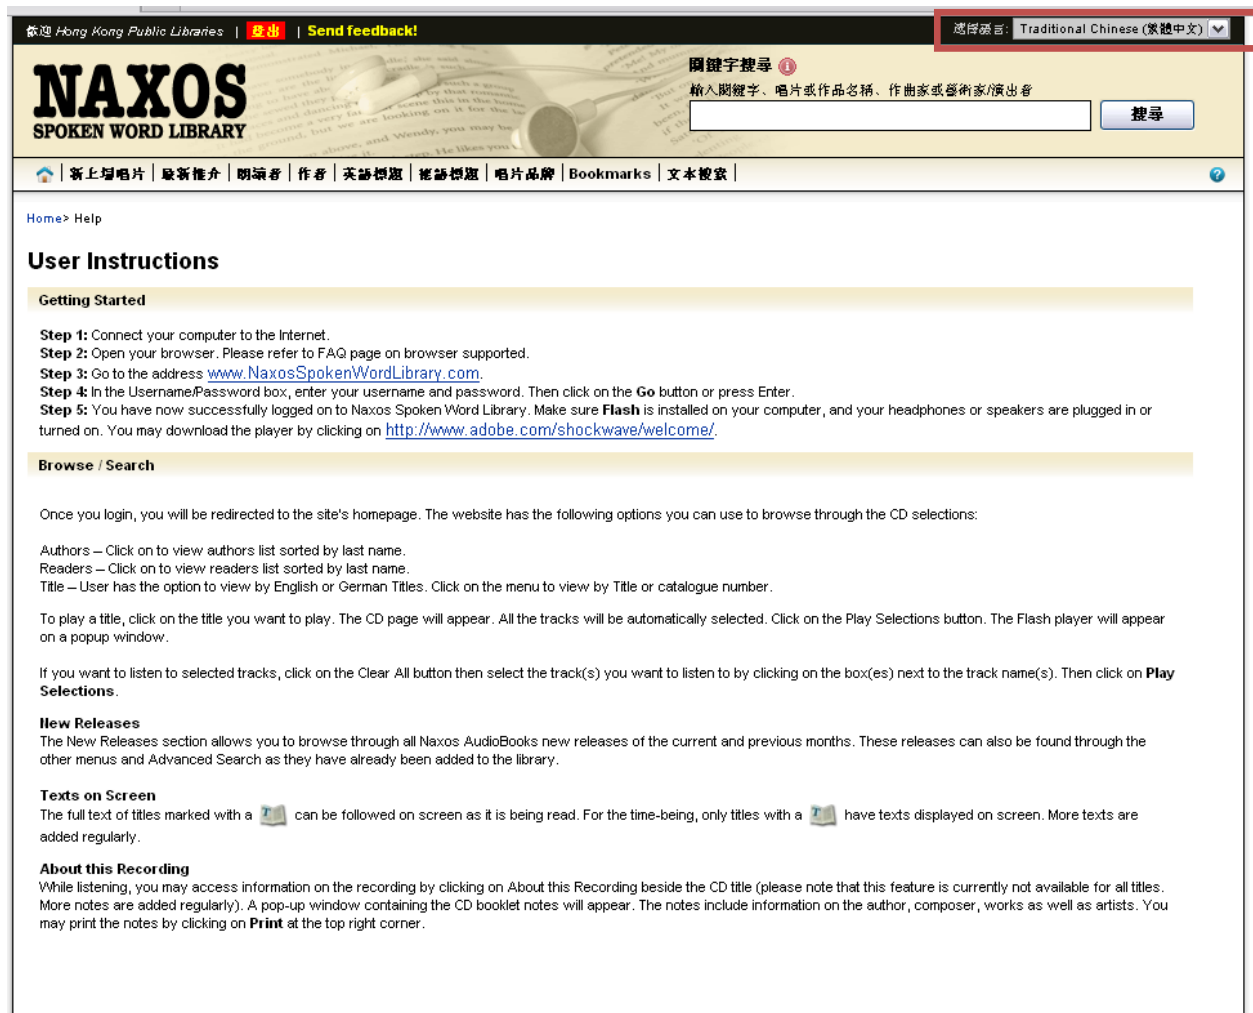 歡迎 Hong Kong Public Libraries | 登出 | Send feedback!
選擇語言: Traditional Chinese (繁體中文)
NAXOS
SPOKEN WORD LIBRARY
關鍵字搜尋
輸入關鍵字、唱片或作品名稱、作曲家或藝術家/演出者
搜尋
新上場唱片 | 最新推介 | 朗讀者 | 作者 | 英語標題 | 德語標題 | 唱片品牌 | Bookmarks | 文本搜索 |
Home> Help
User Instructions
Getting Started
Step 1: Connect your computer to the Internet.
Step 2: Open your browser. Please refer to FAQ page on browser supported.
Step 3: Go to the address www.NaxosSpokenWordLibrary.com.
Step 4: In the Username/Password box, enter your username and password. Then click on the Go button or press Enter.
Step 5: You have now successfully logged on to Naxos Spoken Word Library. Make sure Flash is installed on your computer, and your headphones or speakers are plugged in or
turned on. You may download the player by clicking on http://www.adobe.com/shockwave/welcome/.
Browse / Search
Once you login, you will be redirected to the site's homepage. The website has the following options you can use to browse through the CD selections:
Authors – Click on to view authors list sorted by last name.
Readers – Click on to view readers list sorted by last name.
Title – User has the option to view by English or German Titles. Click on the menu to view by Title or catalogue number.
To play a title, click on the title you want to play. The CD page will appear. All the tracks will be automatically selected. Click on the Play Selections button. The Flash player will appear
on a popup window.
If you want to listen to selected tracks, click on the Clear All button then select the track(s) you want to listen to by clicking on the box(es) next to the track name(s). Then click on Play
Selections.
New Releases
The New Releases section allows you to browse through all Naxos AudioBooks new releases of the current and previous months. These releases can also be found through the
other menus and Advanced Search as they have already been added to the library.
Texts on Screen
The full text of titles marked with a can be followed on screen as it is being read. For the time-being, only titles with a have texts displayed on screen. More texts are
added regularly.
About this Recording
While listening, you may access information on the recording by clicking on About this Recording beside the CD title (please note that this feature is currently not available for all titles.
More notes are added regularly). A pop-up window containing the CD booklet notes will appear. The notes include information on the author, composer, works as well as artists. You
may print the notes by clicking on Print at the top right corner.